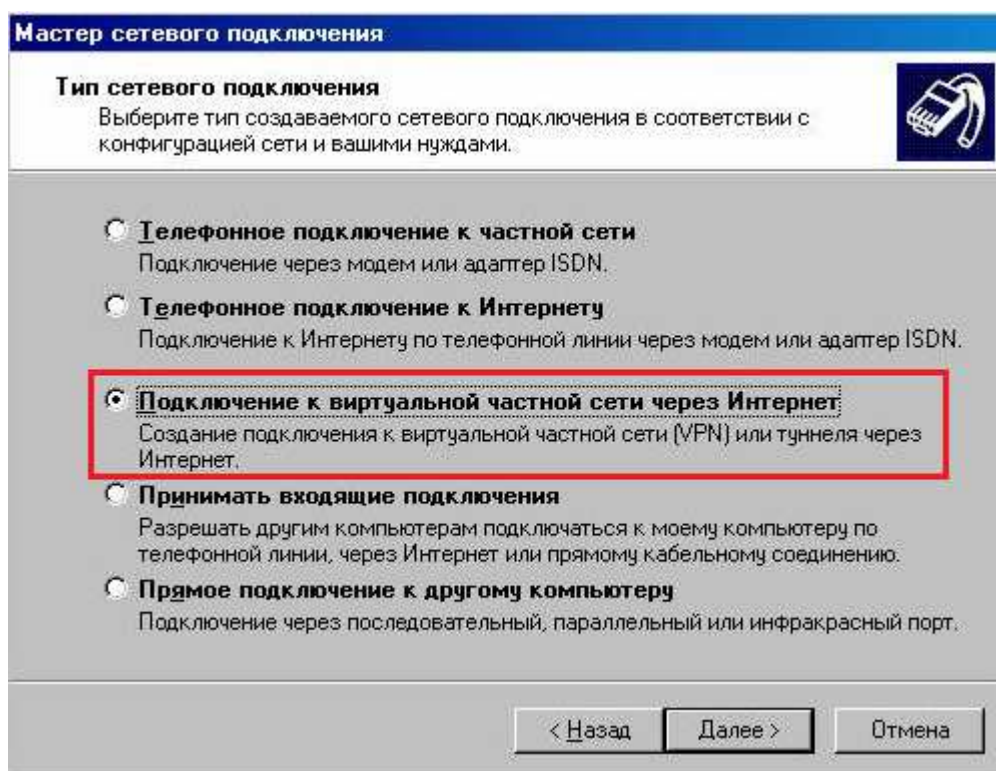 Мастер сетевого подключения
Тип сетевого подключения
Выберите тип создаваемого сетевого подключения в соответствии с
конфигурацией сети и вашими нуждами.
Телефонное подключение к частной сети
Подключение через модем или адаптер ISDN.
Телефонное подключение к Интернету
Подключение к Интернету по телефонной линии через модем или адаптер ISDN.
Подключение к виртуальной частной сети через Интернет
Создание подключения к виртуальной частной сети (VPN) или туннеля через
Интернет.
Принимать входящие подключения
Разрешать другим компьютерам подключаться к моему компьютеру по
телефонной линии, через Интернет или прямому кабельному соединению.
Прямое подключение к другому компьютеру
Подключение через последовательный, параллельный или инфракрасный порт.
< Назад Далее > Отмена